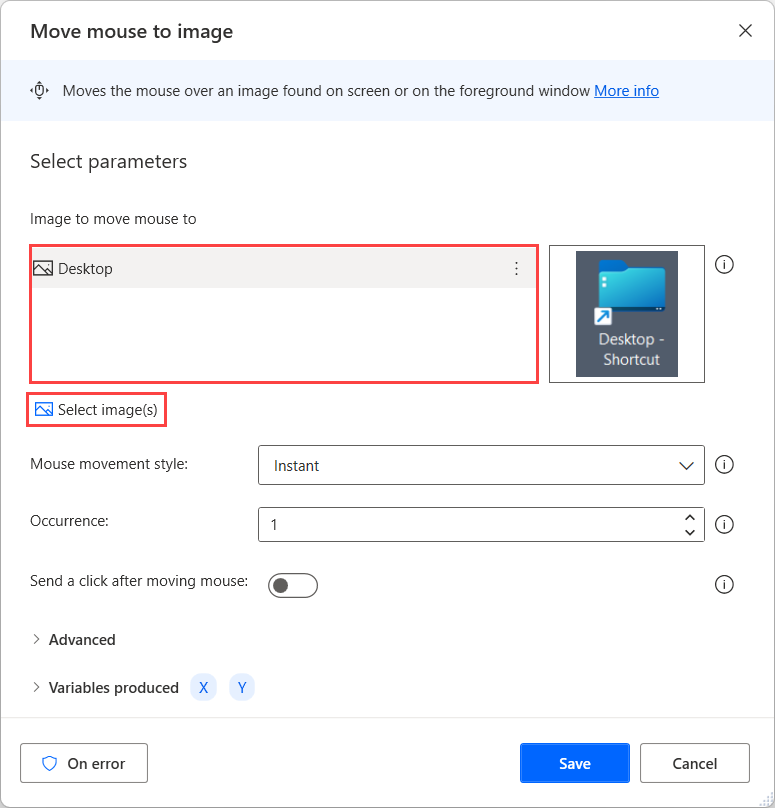 Move mouse to image
Moves the mouse over an image found on screen or on the foreground window More info
Select parameters
Image to move mouse to
Desktop
Desktop -
Shortcut
Select image(s)
Mouse movement style:
Instant
Occurrence:
1
Send a click after moving mouse:
Advanced
Variables produced X Y
On error
Save
Cancel